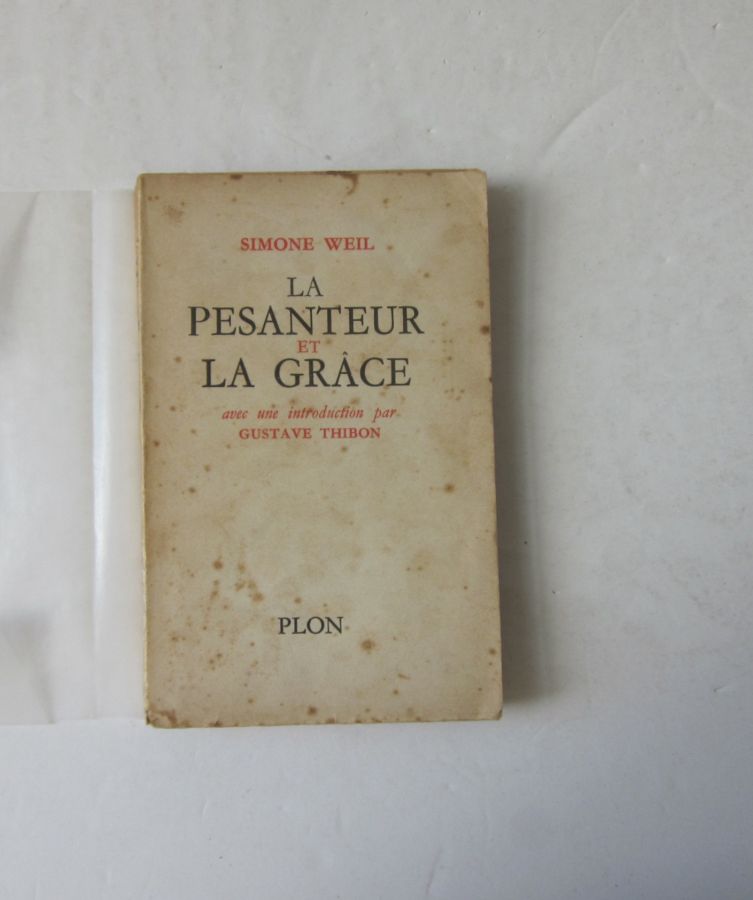 SIMONE WEIL
LA
PESANTEUR
ET
LA GRÂCE
avec une introduction par
GUSTAVE THIBON
PLON